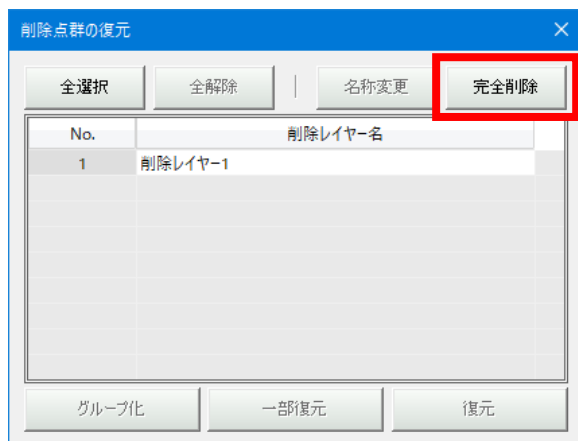 削除点群の復元
全選択 全解除 名称変更 完全削除
No. 削除レイヤー名
1 削除レイヤー1
グループ化 一部復元 復元